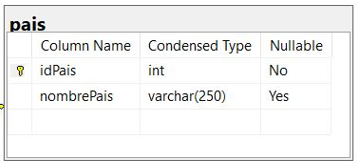 pais
Column Name Condensed Type Nullable
idPais int No
nombrePais varchar(250) Yes